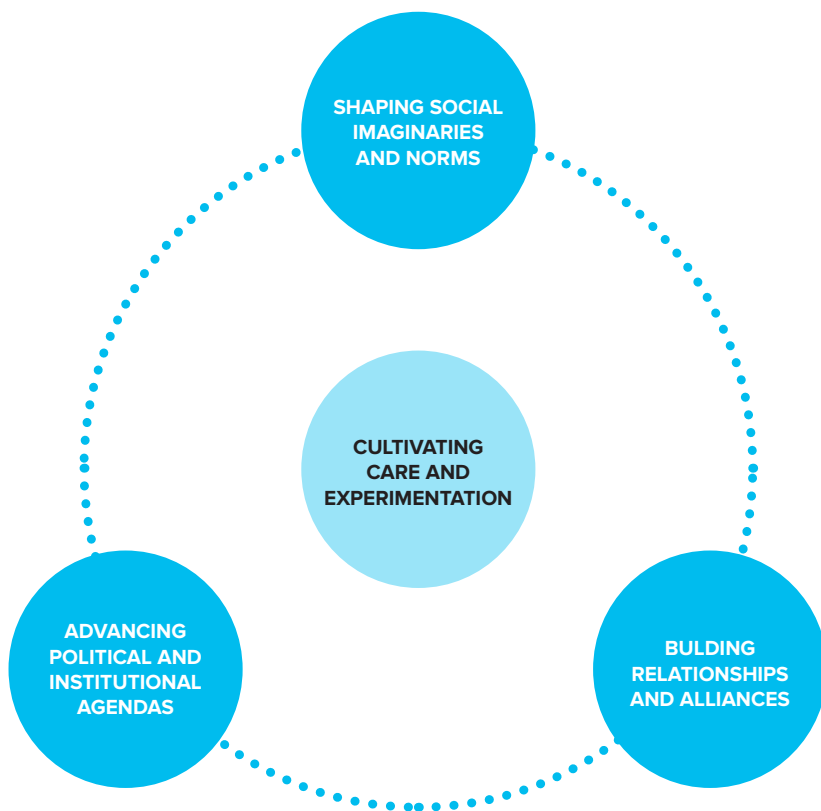 SHAPING SOCIAL
IMAGINARIES
AND NORMS
CULTIVATING
CARE AND
EXPERIMENTATION
ADVANCING
POLITICAL AND
INSTITUTIONAL
AGENDAS
BULDING
RELATIONSHIPS
AND ALLIANCES